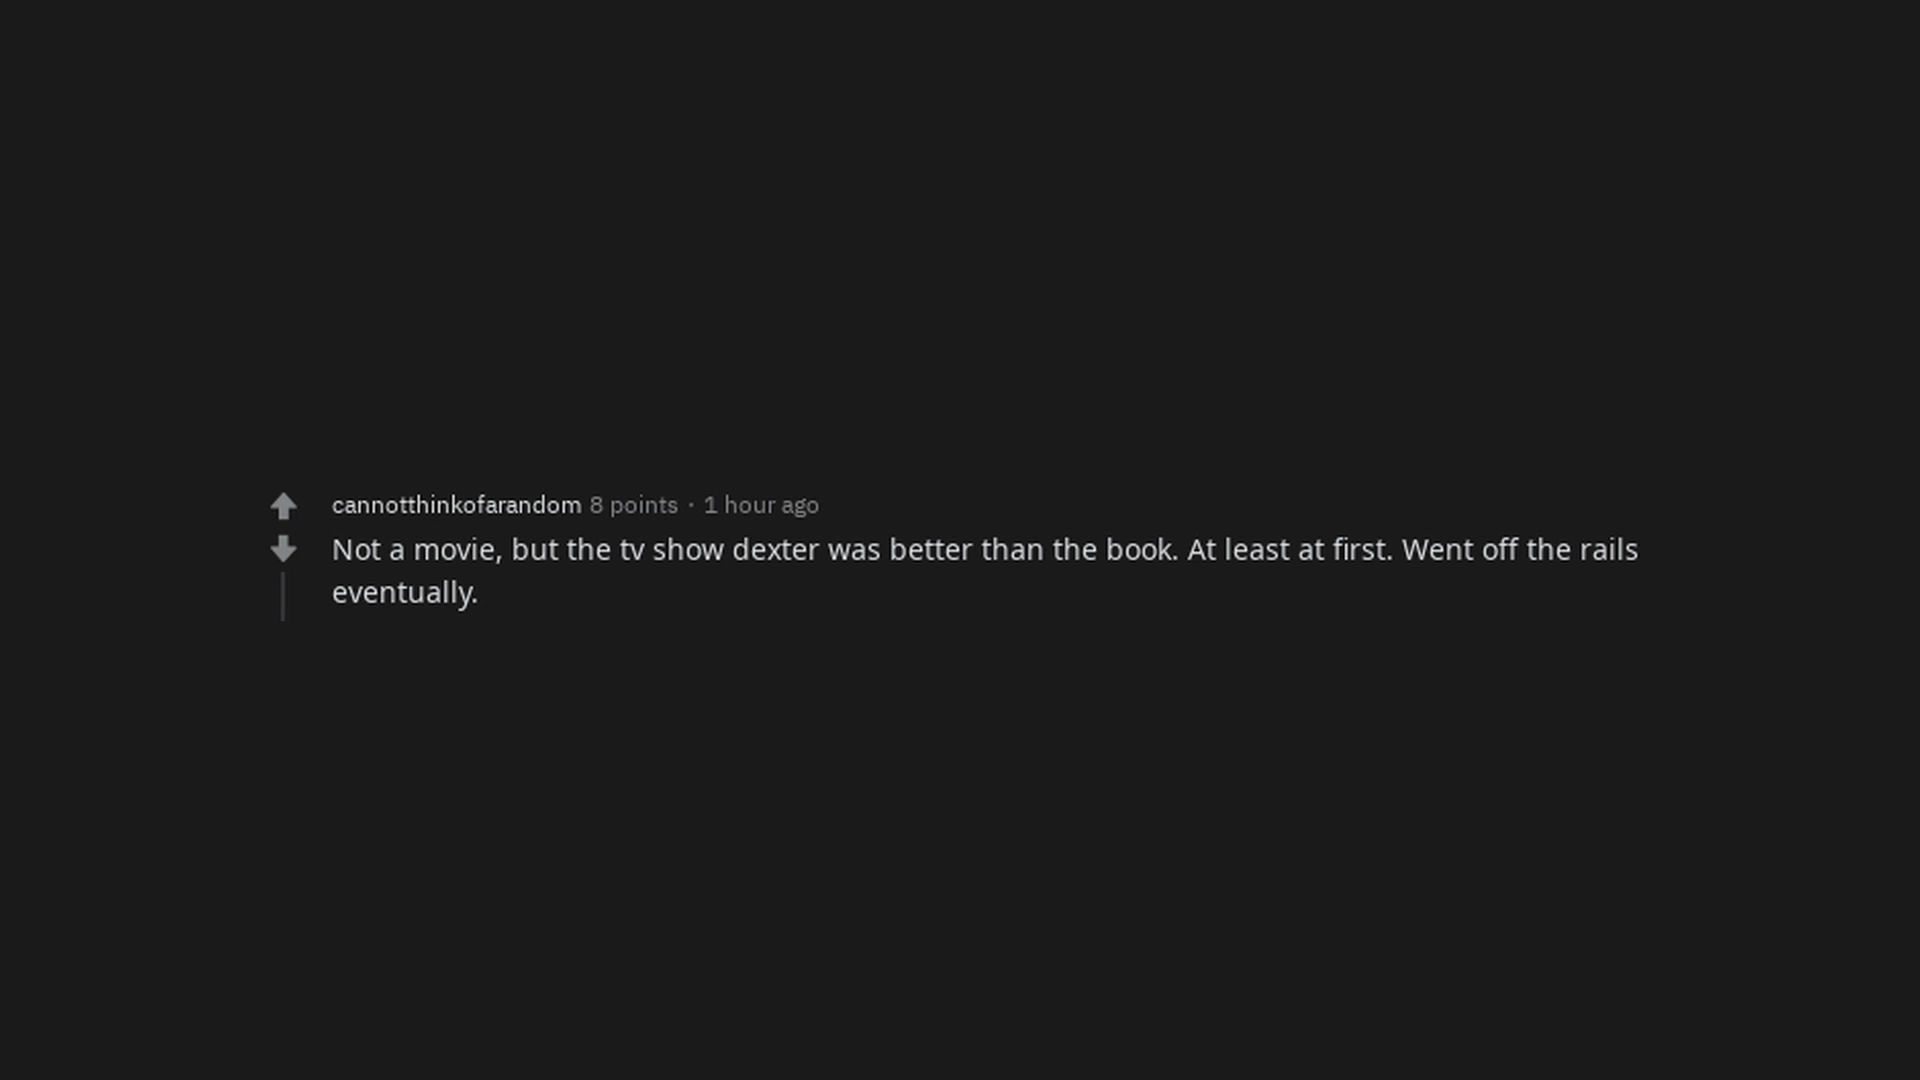 cannotthinkofarandom 8 points · 1 hour ago
Not a movie, but the tv show dexter was better than the book. At least at first. Went off the rails
eventually.